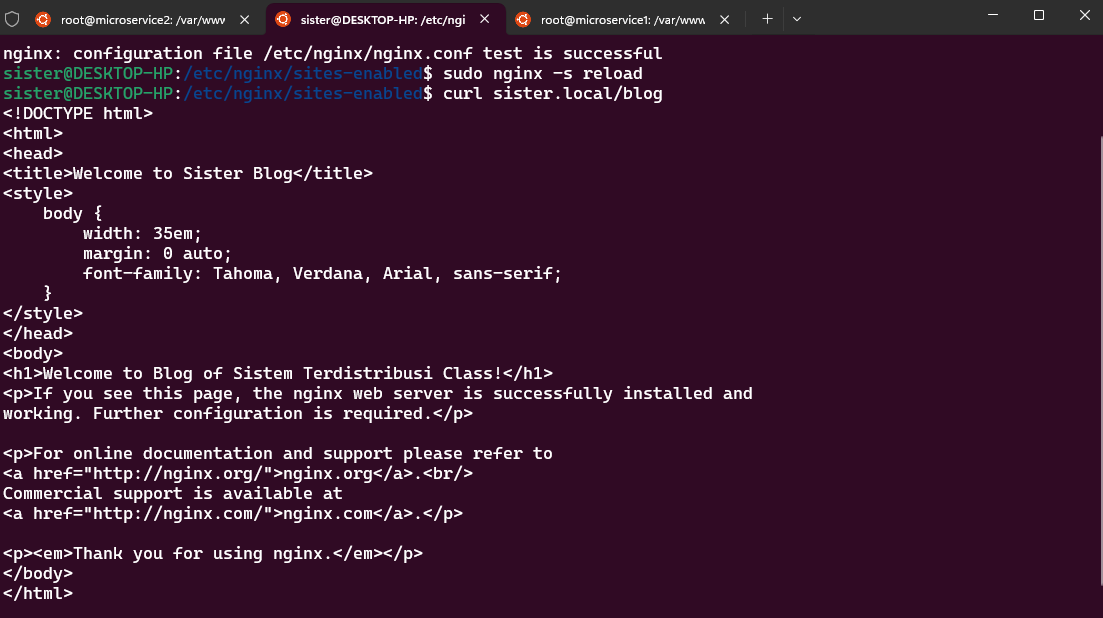 root@microservice2: /var/www
sister@DESKTOP-HP: /etc/ngi
root@microservice1: /var/www
nginx: configuration file /etc/nginx/nginx.conf test is successful
sister@DESKTOP-HP:/etc/nginx/sites-enabled$ sudo nginx -s reload
sister@DESKTOP-HP:/etc/nginx/sites-enabled$ curl sister.local/blog
<!DOCTYPE html>
<html>
<head>
<title>Welcome to Sister Blog</title>
<style>
    body {
        width: 35em;
        margin: 0 auto;
        font-family: Tahoma, Verdana, Arial, sans-serif;
    }
</style>
</head>
<body>
<h1>Welcome to Blog of Sistem Terdistribusi Class!</h1>
<p>If you see this page, the nginx web server is successfully installed and
working. Further configuration is required.</p>

<p>For online documentation and support please refer to
<a href="http://nginx.org/">nginx.org</a>.<br/>
Commercial support is available at
<a href="http://nginx.com/">nginx.com</a>.</p>

<p><em>Thank you for using nginx.</em></p>
</body>
</html>